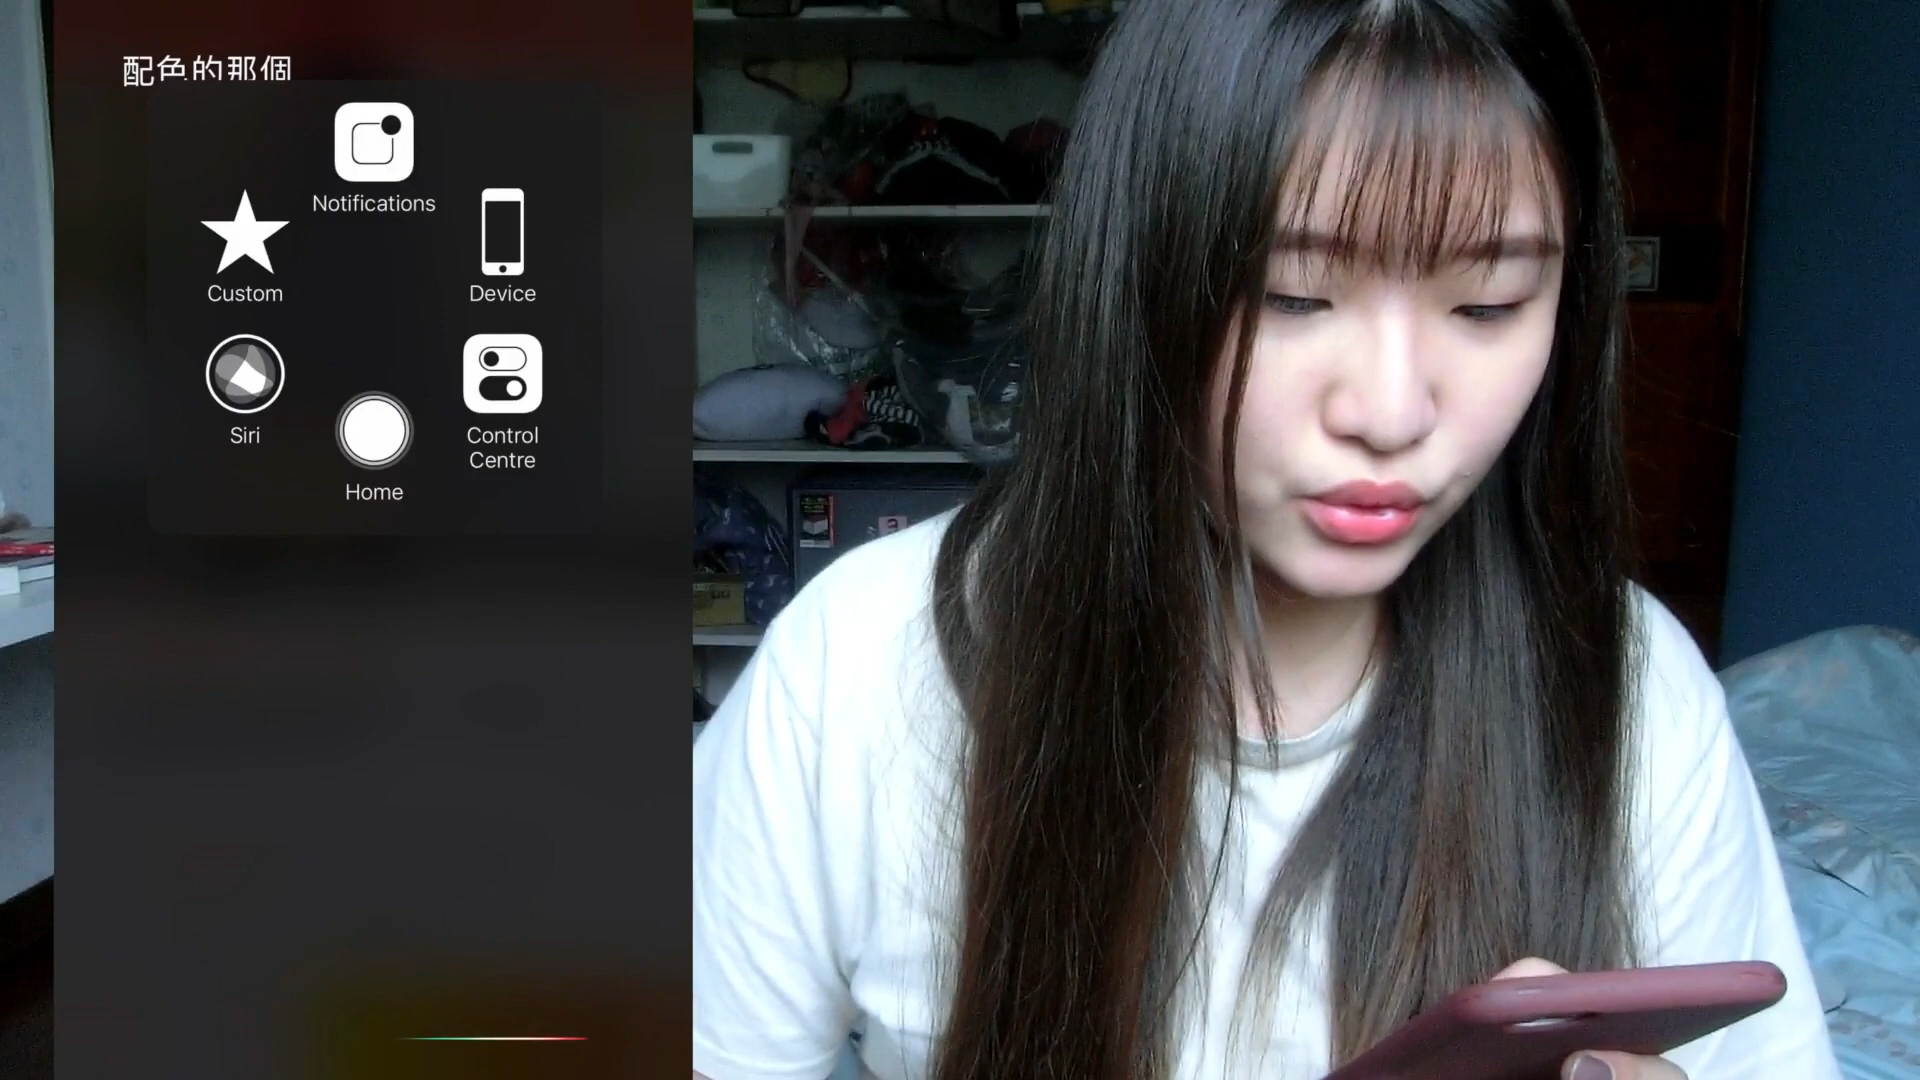 配色的那個
Notifications
Custom
Device
Siri
Control
Centre
Home